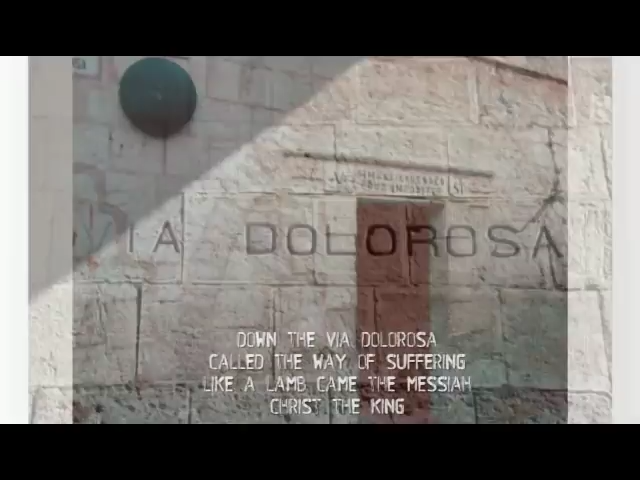 VIA DOLOROSA
DOWN THE VIA DOLOROSA
CALLED THE WAY OF SUFFERING
LIKE A LAMB CAME THE MESSIAH
CHRIST THE KING